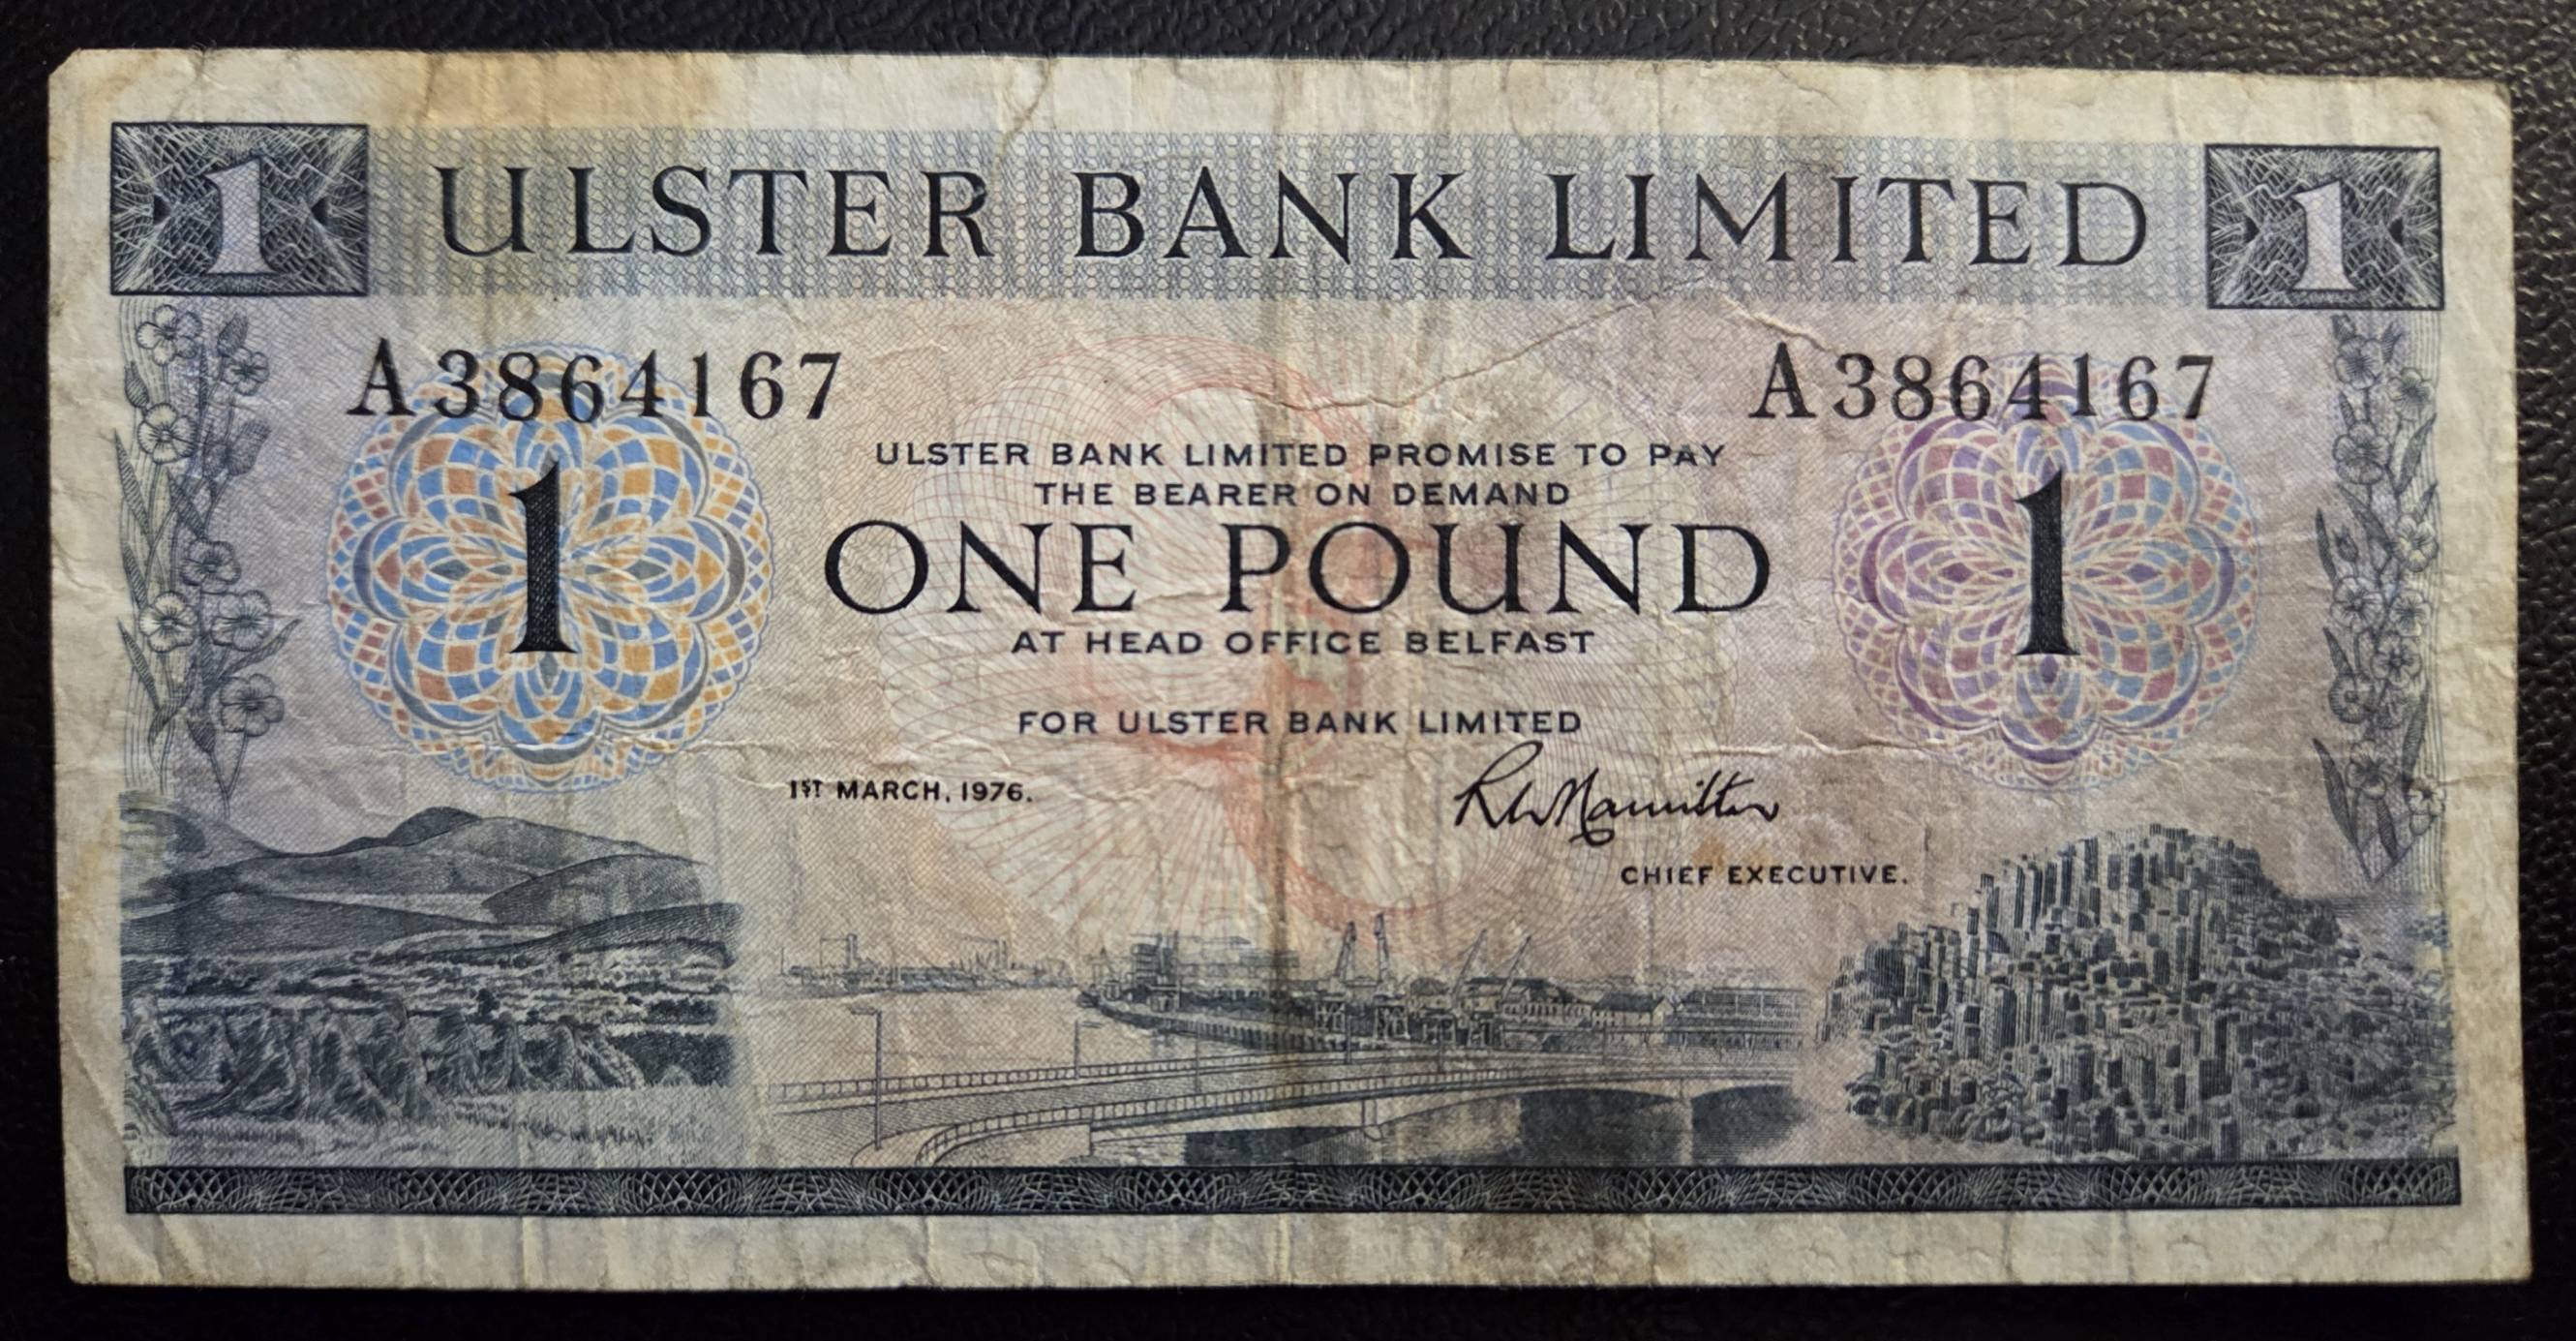 1 ULSTER BANK LIMITED 1
A3864167 A3864167
ULSTER BANK LIMITED PROMISE TO PAY
THE BEARER ON DEMAND
1 ONE POUND 1
AT HEAD OFFICE BELFAST
FOR ULSTER BANK LIMITED
1ST MARCH, 1976.
CHIEF EXECUTIVE.